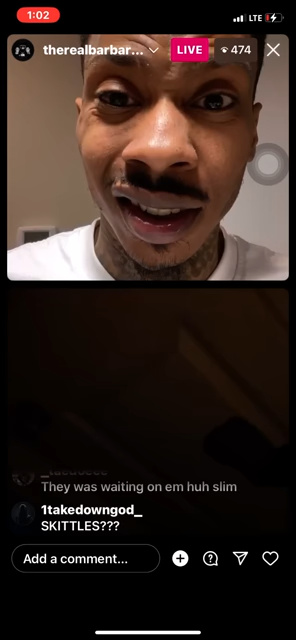 1:02
LTE
therealbarbar...
LIVE
474
They was waiting on em huh slim
1takedowngod_
SKITTLES???
Add a comment...